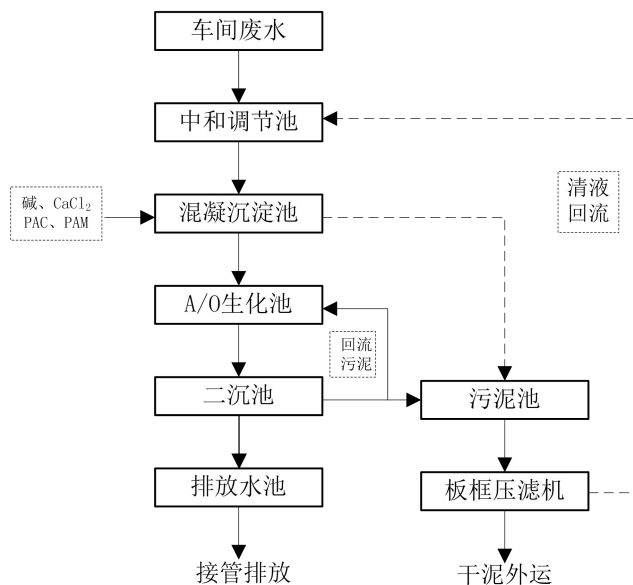 车间废水
中和调节池
碱、CaCl₂
PAC、PAM
混凝沉淀池
清液
回流
A/O生化池
回流
污泥
二沉池
污泥池
排放水池
板框压滤机
接管排放
干泥外运